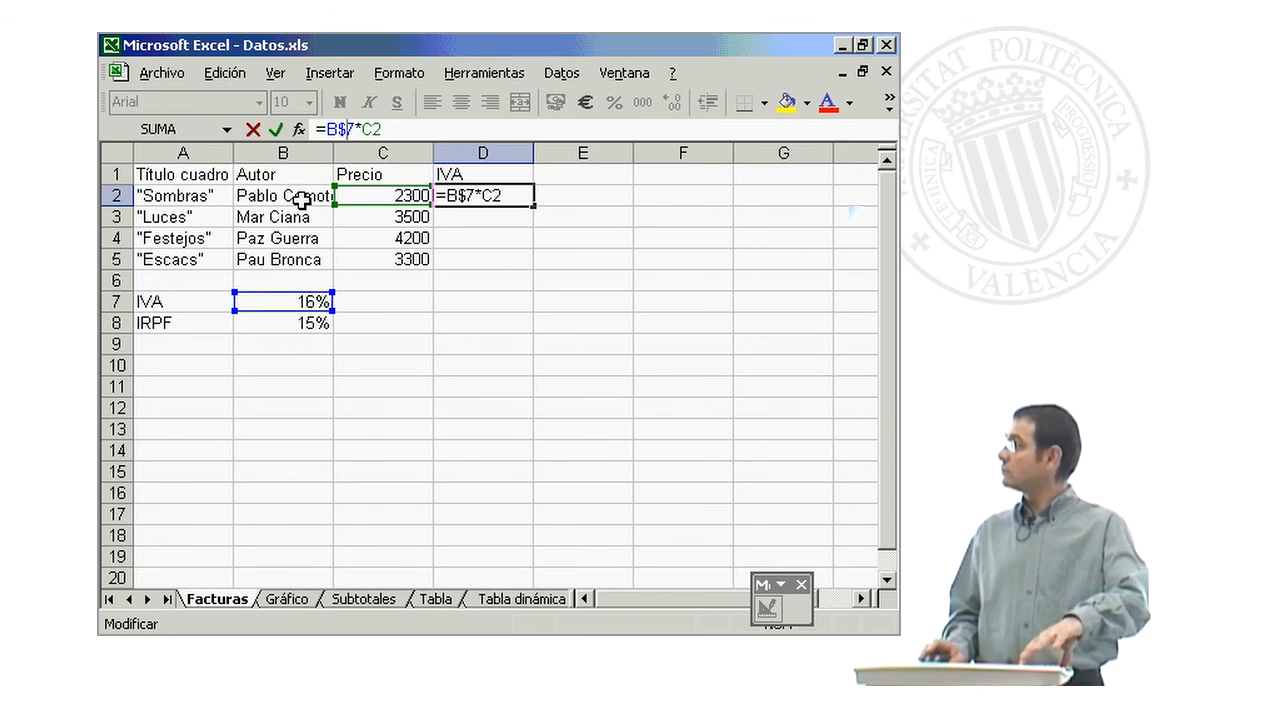 Microsoft Excel - Datos.xls
Archivo Edición Ver Insertar Formato Herramientas Datos Ventana ?
Arial 10 N K S € % 000
SUMA =B$7*C2
A B C D E F G
1 Título cuadro Autor Precio IVA
2 "Sombras" Pablo 2300 =B$7*C2
3 "Luces" Mar Ciana 3500
4 "Festejos" Paz Guerra 4200
5 "Escacs" Pau Bronca 3300
6
7 IVA 16%
8 IRPF 15%
9
10
11
12
13
14
15
16
17
18
19
20
Facturas Gráfico Subtotales Tabla Tabla dinámica
Modificar
UNIVERSITAT POLITÈCNICA
DE VALÈNCIA